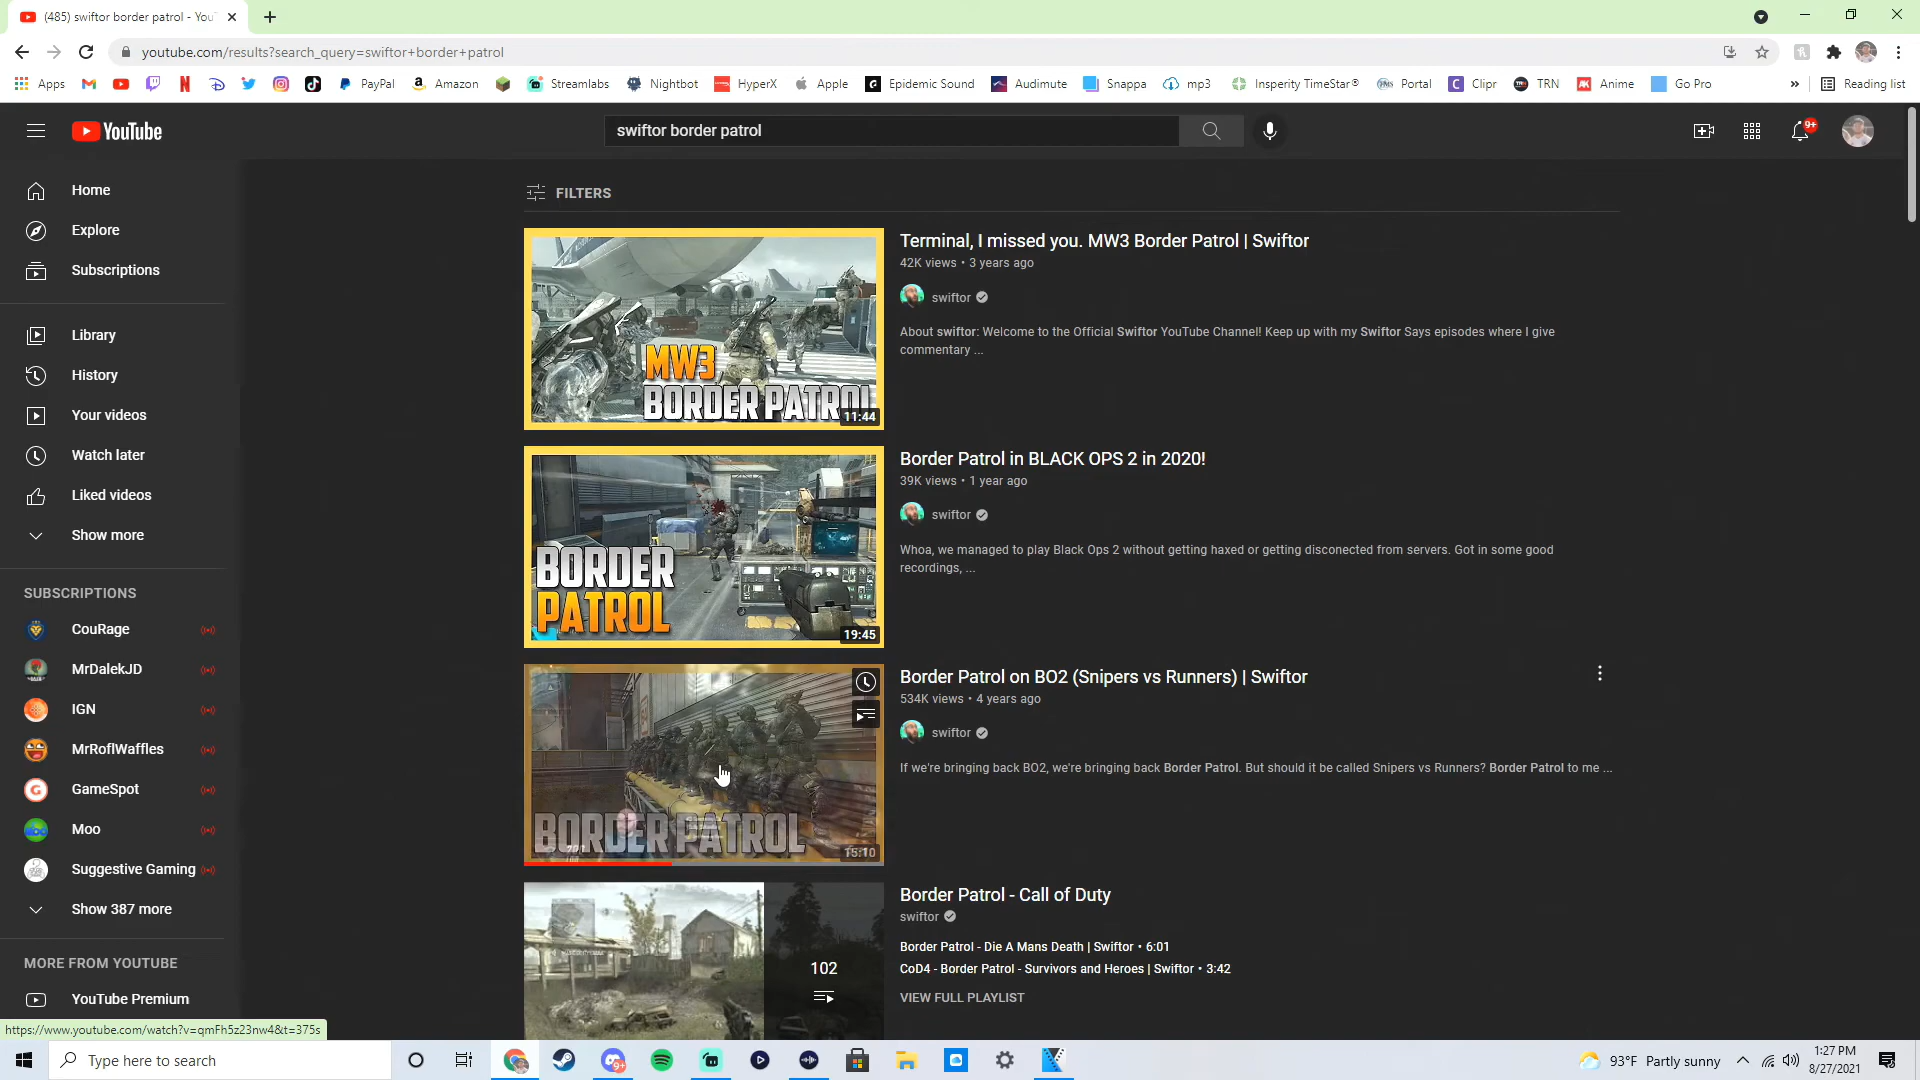 (485) swiftor border patrol - You
youtube.com/results?search_query=swiftor+border+patrol
Apps
PayPal
Amazon
Streamlabs
Nightbot
HyperX
Apple
Epidemic Sound
Audimute
Snappa
mp3
Insperity TimeStar®
Portal
Clipr
TRN
Anime
Go Pro
»
Reading list
YouTube
swiftor border patrol
9+
Home
Explore
Subscriptions
Library
History
Your videos
Watch later
Liked videos
Show more
SUBSCRIPTIONS
CouRage
MrDalekJD
IGN
MrRoflWaffles
GameSpot
Moo
Suggestive Gaming
Show 387 more
MORE FROM YOUTUBE
YouTube Premium
https://www.youtube.com/watch?v=qmFh5z23nw4&t=375s
FILTERS
MW3
BORDER PATROL
11:44
Terminal, I missed you. MW3 Border Patrol | Swiftor
42K views • 3 years ago
swiftor
About swiftor: Welcome to the Official Swiftor YouTube Channel! Keep up with my Swiftor Says episodes where I give
commentary ...
BORDER
PATROL
19:45
Border Patrol in BLACK OPS 2 in 2020!
39K views • 1 year ago
swiftor
Whoa, we managed to play Black Ops 2 without getting haxed or getting disconected from servers. Got in some good
recordings, ...
BORDER PATROL
15:10
Border Patrol on BO2 (Snipers vs Runners) | Swiftor
534K views • 4 years ago
swiftor
If we're bringing back BO2, we're bringing back Border Patrol. But should it be called Snipers vs Runners? Border Patrol to me ...
102
Border Patrol - Call of Duty
swiftor
Border Patrol - Die A Mans Death | Swiftor • 6:01
CoD4 - Border Patrol - Survivors and Heroes | Swiftor • 3:42
VIEW FULL PLAYLIST
Type here to search
9+
93°F Partly sunny
1:27 PM
8/27/2021